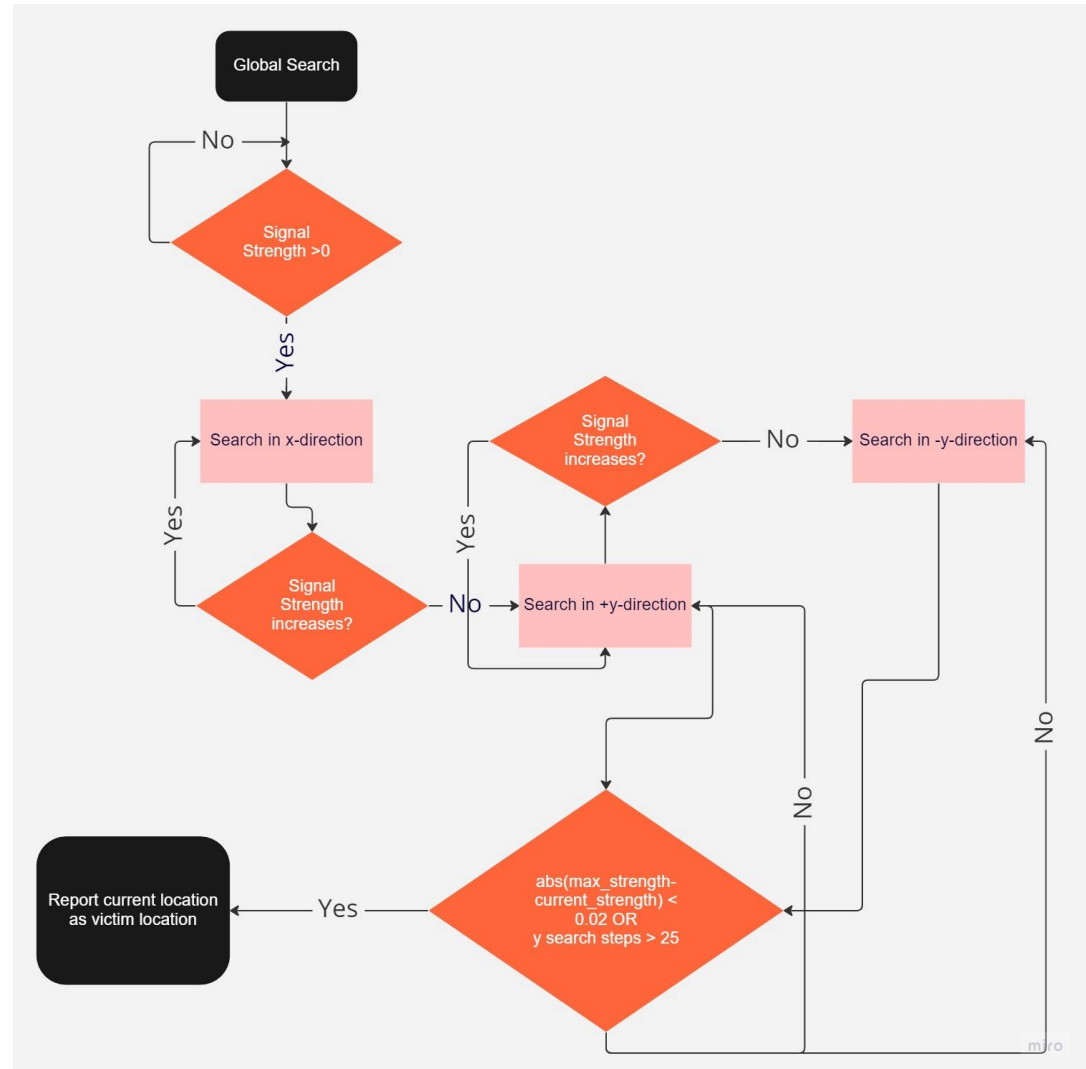 Global Search
No
Signal
Strength >0
Yes
Search in x-direction
Yes
Signal
Strength
increases?
No
Search in +y-direction
Yes
Signal
Strength
increases?
No
Search in -y-direction
No
No
abs(max_strength-
current_strength) <
0.02 OR
y search steps > 25
Yes
Report current location
as victim location
miro